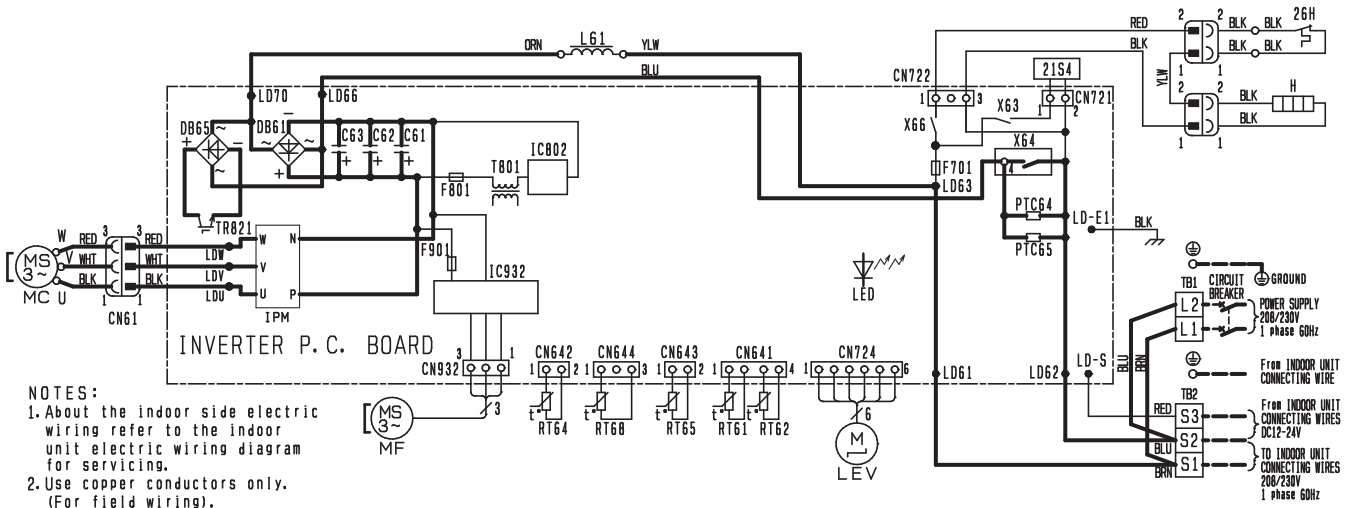 RED
2
2
BLK
BLK
26H
BLK
BLK
BLK
1
1
YLW
2
2
BLK
H
BLK
1
1
ORN
L61
YLW
BLU
CN722
21S4
1
3
X63
1
CN721
2
X66
X64
4
F701
LD63
PTC64
PTC65
LD-E1
BLK
LD70
LD66
DB65
~
+
−
~
DB61
−
~
~
+
C63
C62
C61
+
+
+
F801
T801
IC802
TR821
F901
IC932
W
V
U
MS
3~
MC
RED
WHT
BLK
3
3
1
1
CN61
RED
WHT
BLK
LDW
LDV
LDU
W
N
V
U
P
IPM
LED
INVERTER P. C. BOARD
3
1
CN932
3
MS
3~
MF
CN642
1
2
t°
RT64
CN644
1
3
t°
RT68
CN643
1
2
t°
RT65
CN641
1
4
t°
RT61
t°
RT62
CN724
1
6
6
M
LEV
LD61
LD62
LD-S
BLU
BRN
GROUND
TB1
CIRCUIT
BREAKER
L2
L1
POWER SUPPLY
208/230V
1 phase 60Hz
From INDOOR UNIT
CONNECTING WIRE
TB2
RED
S3
BLU
S2
BRN
S1
From INDOOR UNIT
CONNECTING WIRES
DC12-24V
TO INDOOR UNIT
CONNECTING WIRES
208/230V
1 phase 60Hz
NOTES:
1. About the indoor side electric
wiring refer to the indoor
unit electric wiring diagram
for servicing.
2. Use copper conductors only.
(For field wiring).